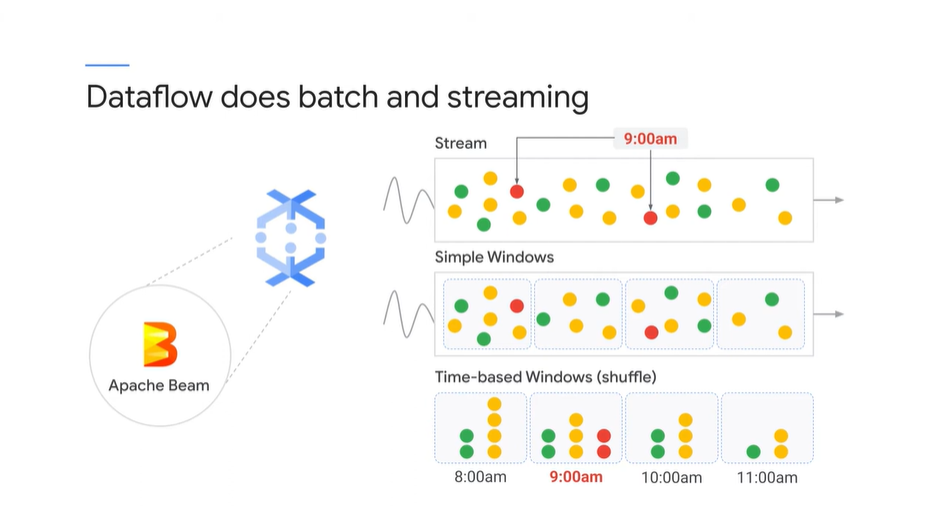 Dataflow does batch and streaming
Stream
9:00am
Simple Windows
Apache Beam
Time-based Windows (shuffle)
8:00am
9:00am
10:00am
11:00am